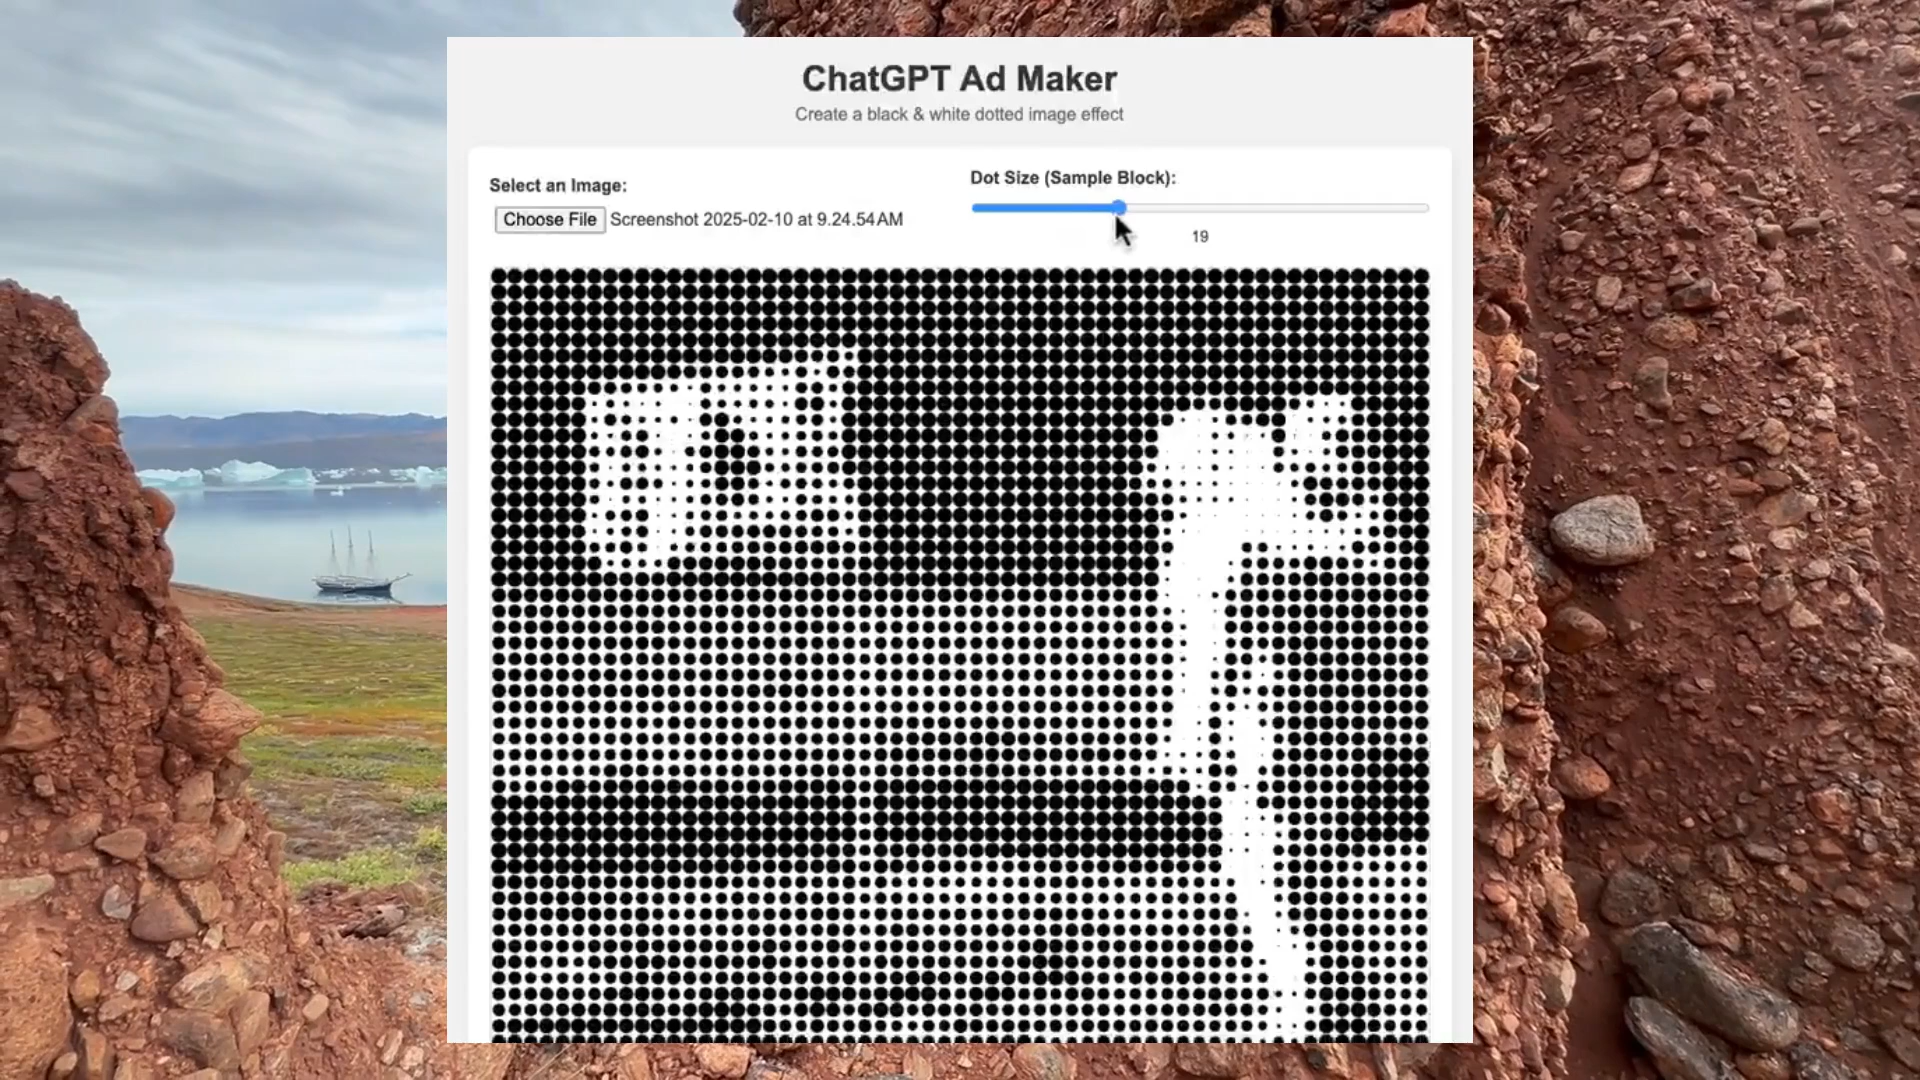 ChatGPT Ad Maker
Create a black & white dotted image effect
Select an Image:
Choose File Screenshot 2025-02-10 at 9.24.54 AM
Dot Size (Sample Block):
19